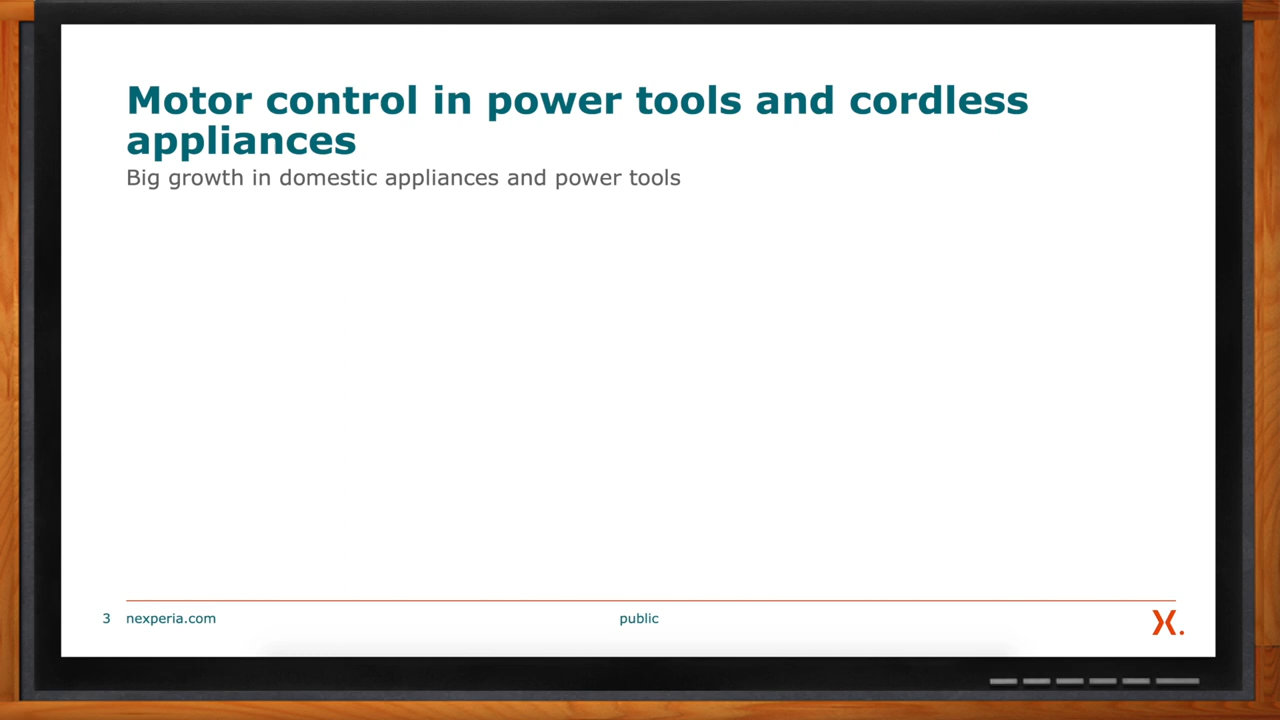 Motor control in power tools and cordless
appliances
Big growth in domestic appliances and power tools
3 nexperia.com public